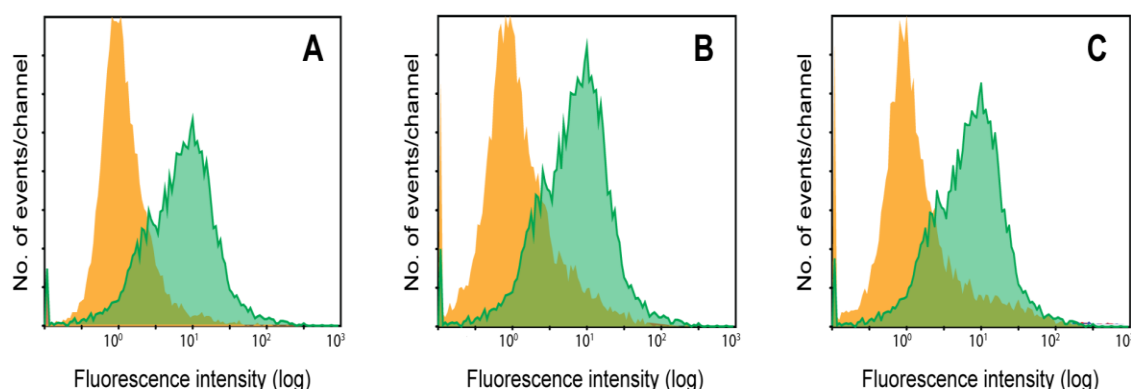 A
No. of events/channel
10⁰ 10¹ 10² 10³
Fluorescence intensity (log)
B
No. of events/channel
10⁰ 10¹ 10² 10³
Fluorescence intensity (log)
C
No. of events/channel
10⁰ 10¹ 10²
Fluorescence intensity (log)